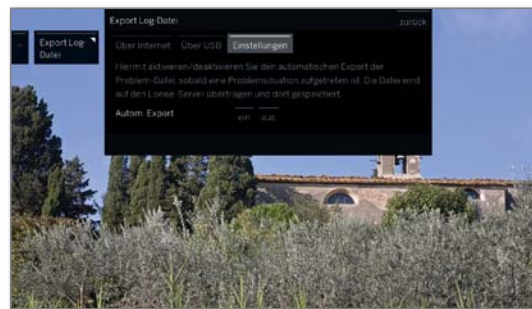 Export Log-Datei
zurück
Export Log-
Datei
Über Internet Über USB Einstellungen
Hiermit aktivieren/deaktivieren Sie den automatischen Export der
Problem-Datei, sobald eine Problemsituation aufgetreten ist. Die Datei wird
auf den Loewe-Server übertragen und dort gespeichert.
Autom. Export ein aus